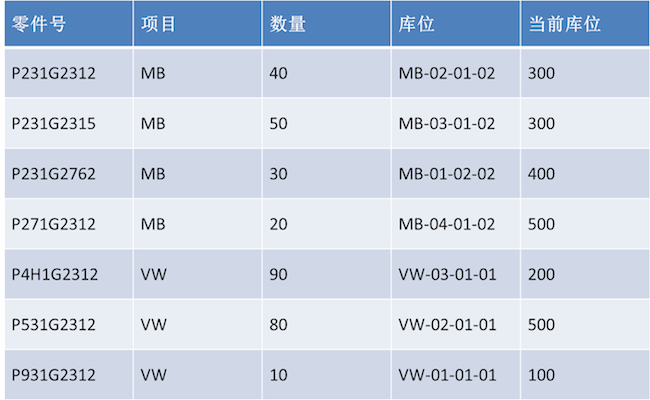 零件号 项目 数量 库位 当前库位
P231G2312 MB 40 MB-02-01-02 300
P231G2315 MB 50 MB-03-01-02 300
P231G2762 MB 30 MB-01-02-02 400
P271G2312 MB 20 MB-04-01-02 500
P4H1G2312 VW 90 VW-03-01-01 200
P531G2312 VW 80 VW-02-01-01 500
P931G2312 VW 10 VW-01-01-01 100